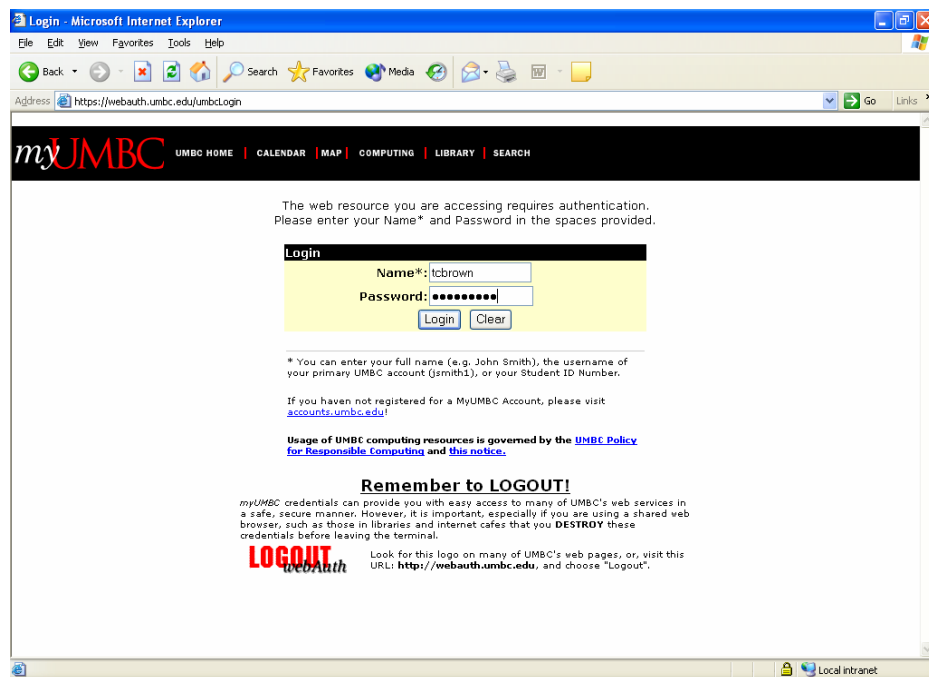 Login - Microsoft Internet Explorer
File Edit View Favorites Tools Help
Back Search Favorites Media
Address https://webauth.umbc.edu/umbcLogin Go Links
myUMBC UMBC HOME | CALENDAR | MAP | COMPUTING | LIBRARY | SEARCH
The web resource you are accessing requires authentication.
Please enter your Name* and Password in the spaces provided.
Login
Name*: tcbrown
Password: •••••••••
Login Clear
* You can enter your full name (e.g. John Smith), the username of
your primary UMBC account (jsmith1), or your Student ID Number.
If you haven not registered for a MyUMBC Account, please visit
accounts.umbc.edu!
Usage of UMBC computing resources is governed by the UMBC Policy
for Responsible Computing and this notice.
Remember to LOGOUT!
myUMBC credentials can provide you with easy access to many of UMBC's web services in
a safe, secure manner. However, it is important, especially if you are using a shared web
browser, such as those in libraries and internet cafes that you DESTROY these
credentials before leaving the terminal.
LOGOUT
webAuth
Look for this logo on many of UMBC's web pages, or, visit this
URL: http://webauth.umbc.edu, and choose "Logout".
Local intranet